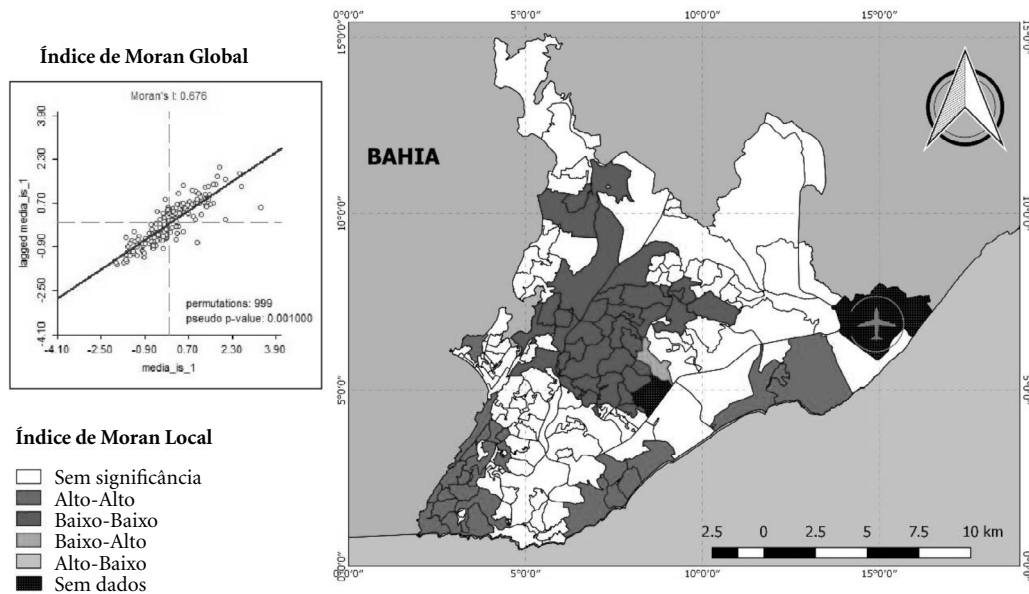 Índice de Moran Global
Moran's I: 0.676
3.90
2.30
0.70
-0.90
-2.50
-4.10
lagged media_is_1
permutations: 999
pseudo p-value: 0.001000
-4.10 -2.50 -0.90 0.70 2.30 3.90
media_is_1
Índice de Moran Local
Sem significância
Alto-Alto
Baixo-Baixo
Baixo-Alto
Alto-Baixo
Sem dados
0°0'0" 5°0'0" 10°0'0" 15°0'0"
15°0'0"
10°0'0"
5°0'0"
0°0'0"
BAHIA
2.5 0 2.5 5 7.5 10 km
0°0'0" 5°0'0" 10°0'0" 15°0'0"